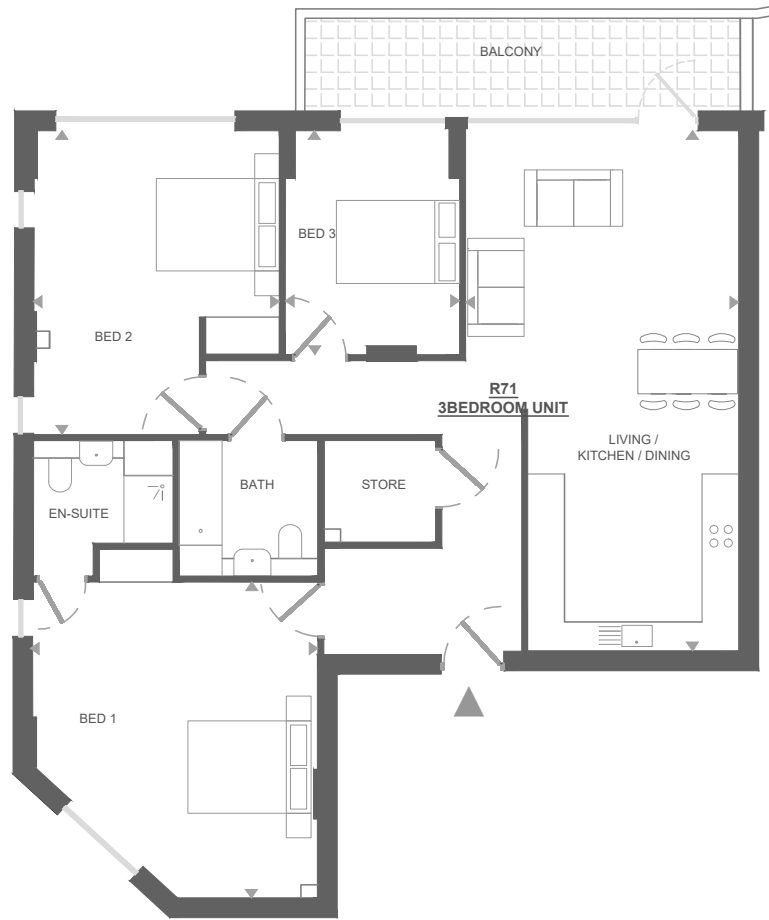 BALCONY
BED 3
BED 2
R71
3BEDROOM UNIT
LIVING /
KITCHEN / DINING
EN-SUITE
BATH
STORE
BED 1